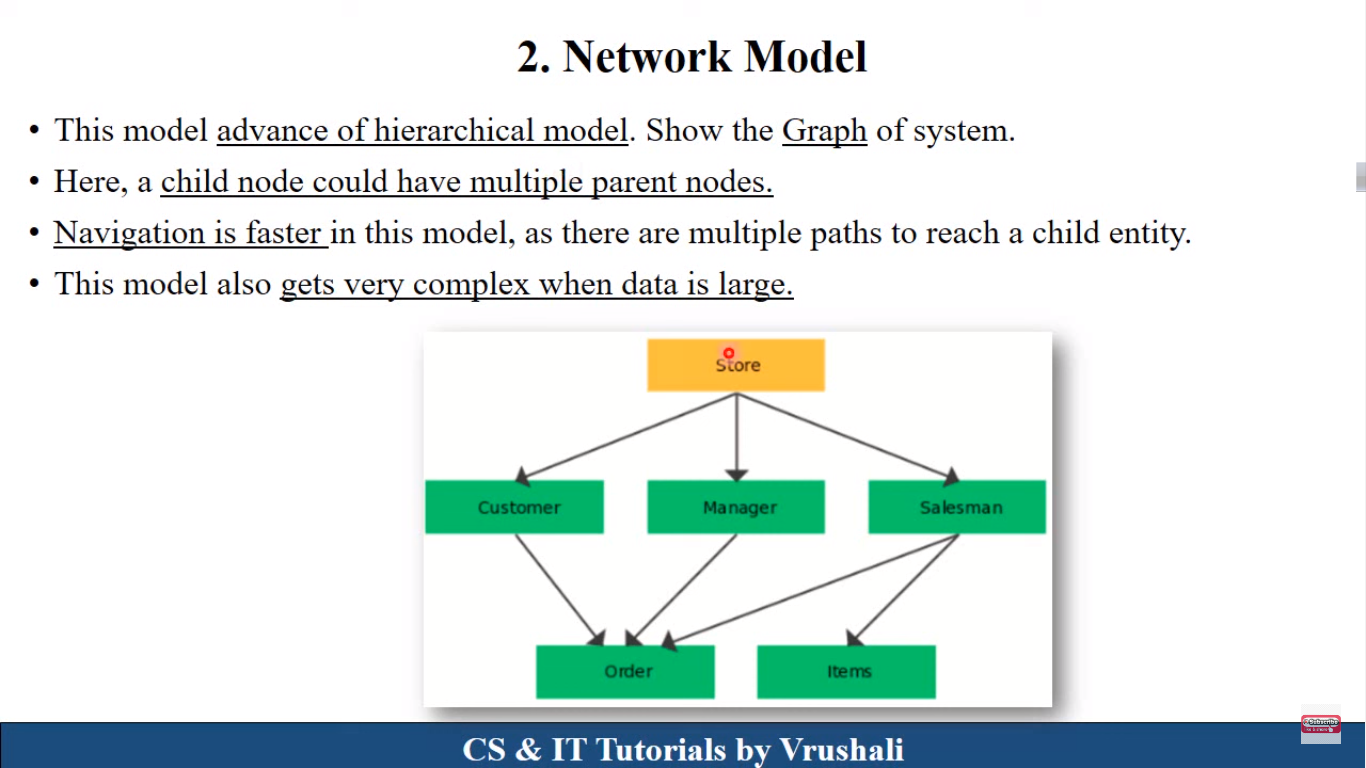 2. Network Model
• This model advance of hierarchical model. Show the Graph of system.
• Here, a child node could have multiple parent nodes.
• Navigation is faster in this model, as there are multiple paths to reach a child entity.
• This model also gets very complex when data is large.
Store
Customer Manager Salesman
Order Items
Subscribe
CS & IT Tutorials by Vrushali